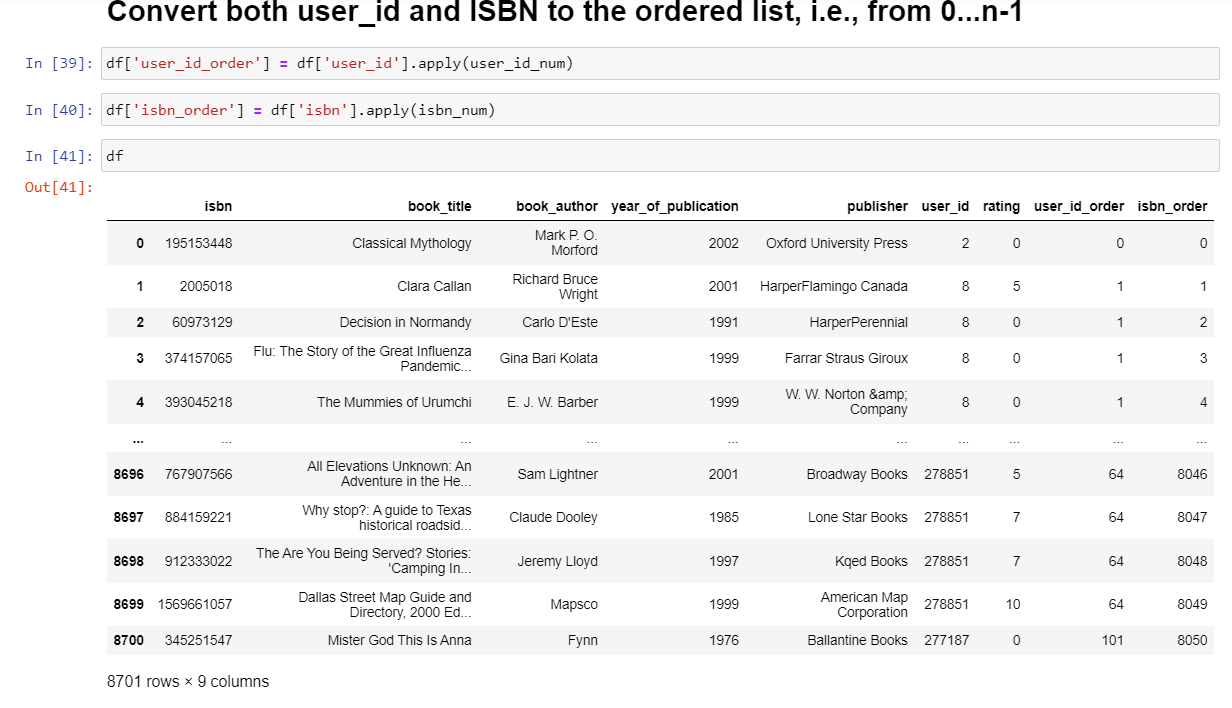 Convert both user_id and ISBN to the ordered list, i.e., from 0...n-1
In [39]: df['user_id_order'] = df['user_id'].apply(user_id_num)
In [40]: df['isbn_order'] = df['isbn'].apply(isbn_num)
In [41]: df
Out[41]:
isbn book_title book_author year_of_publication publisher user_id rating user_id_order isbn_order
0 195153448 Classical Mythology Mark P. O. Morford 2002 Oxford University Press 2 0 0 0
1 2005018 Clara Callan Richard Bruce Wright 2001 HarperFlamingo Canada 8 5 1 1
2 60973129 Decision in Normandy Carlo D'Este 1991 HarperPerennial 8 0 1 2
3 374157065 Flu: The Story of the Great Influenza Pandemic... Gina Bari Kolata 1999 Farrar Straus Giroux 8 0 1 3
4 393045218 The Mummies of Urumchi E. J. W. Barber 1999 W. W. Norton &amp; Company 8 0 1 4
... ... ... ... ... ... ... ... ... ...
8696 767907566 All Elevations Unknown: An Adventure in the He... Sam Lightner 2001 Broadway Books 278851 5 64 8046
8697 884159221 Why stop?: A guide to Texas historical roadsid... Claude Dooley 1985 Lone Star Books 278851 7 64 8047
8698 912333022 The Are You Being Served? Stories: 'Camping In... Jeremy Lloyd 1997 Kqed Books 278851 7 64 8048
8699 1569661057 Dallas Street Map Guide and Directory, 2000 Ed... Mapsco 1999 American Map Corporation 278851 10 64 8049
8700 345251547 Mister God This Is Anna Fynn 1976 Ballantine Books 277187 0 101 8050
8701 rows × 9 columns